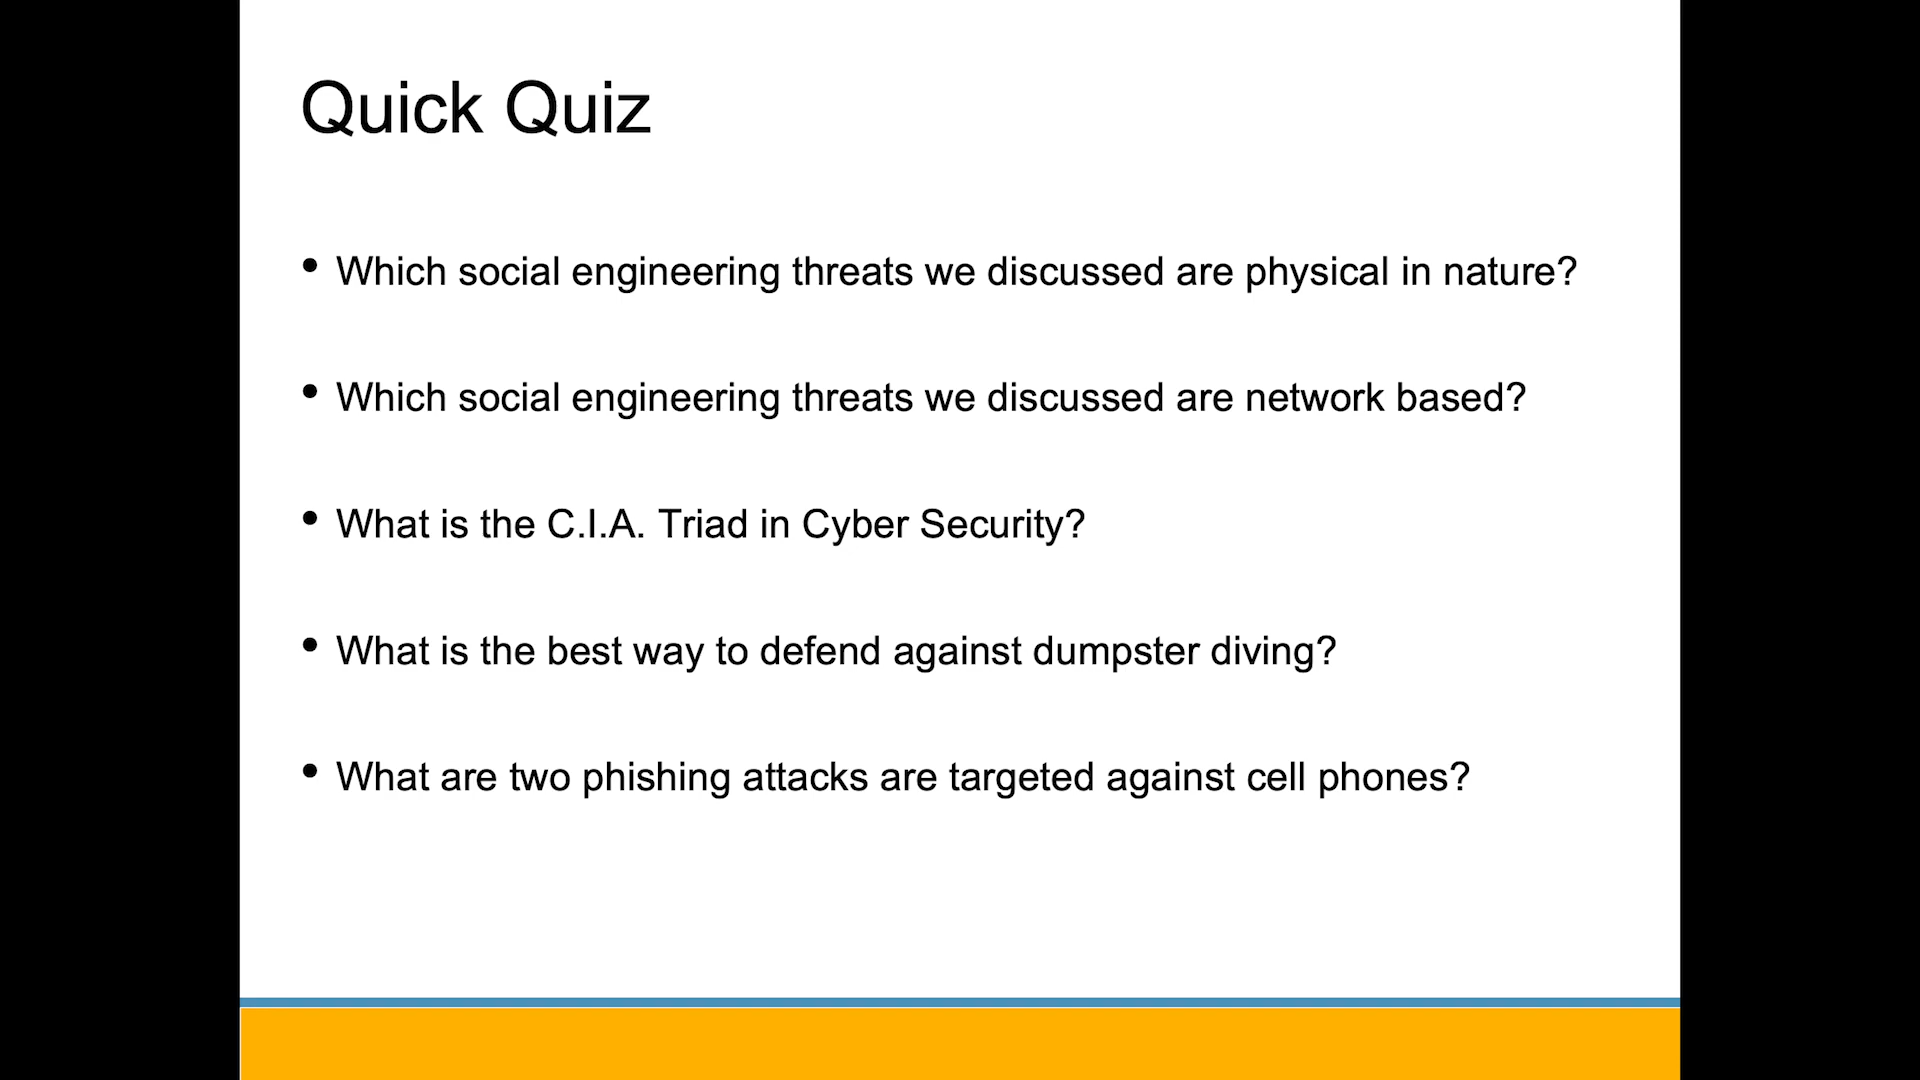 Quick Quiz
• Which social engineering threats we discussed are physical in nature?
• Which social engineering threats we discussed are network based?
• What is the C.I.A. Triad in Cyber Security?
• What is the best way to defend against dumpster diving?
• What are two phishing attacks are targeted against cell phones?